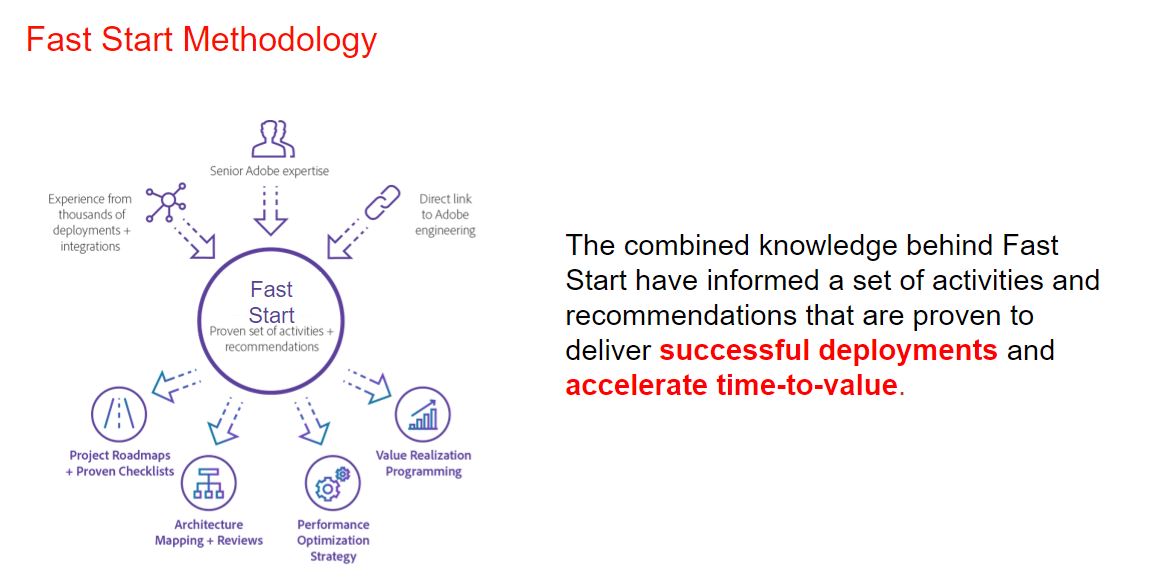 Fast Start Methodology
Senior Adobe expertise
Experience from
thousands of
deployments +
integrations
Direct link
to Adobe
engineering
Fast
Start
Proven set of activities +
recommendations
Project Roadmaps
+ Proven Checklists
Architecture
Mapping + Reviews
Performance
Optimization
Strategy
Value Realization
Programming
The combined knowledge behind Fast
Start have informed a set of activities and
recommendations that are proven to
deliver successful deployments and
accelerate time-to-value.